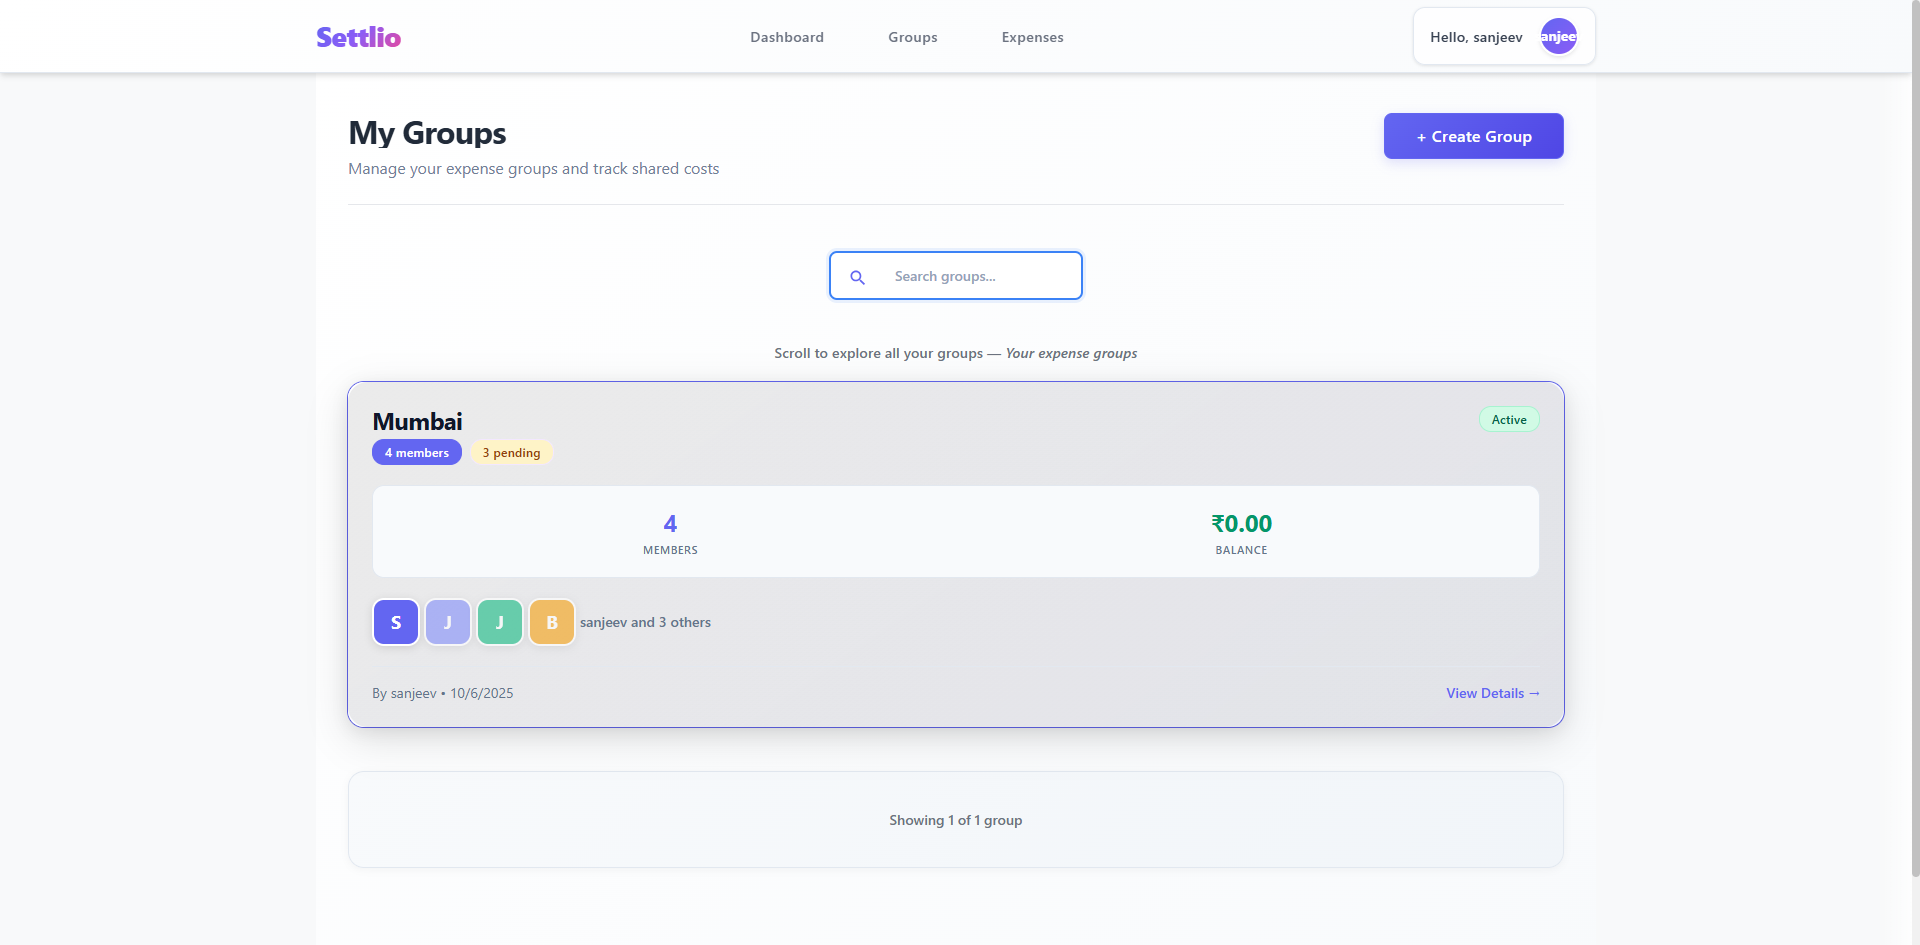 Settlio
Dashboard
Groups
Expenses
Hello, sanjeev
anjee
My Groups
+ Create Group
Manage your expense groups and track shared costs
Search groups...
Scroll to explore all your groups — Your expense groups
Mumbai
Active
4 members
3 pending
4
MEMBERS
₹0.00
BALANCE
S
J
J
B
sanjeev and 3 others
By sanjeev • 10/6/2025
View Details →
Showing 1 of 1 group